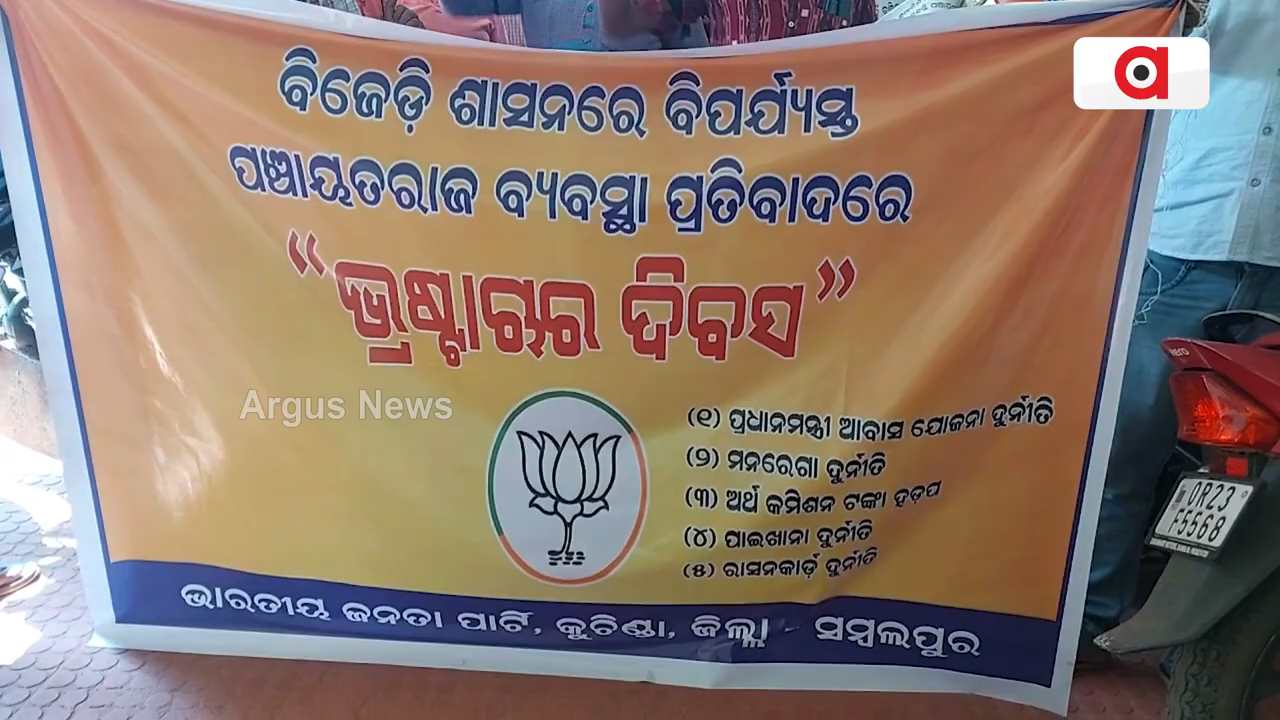 ବିଜେଡ଼ି ଶାସନରେ ବିପର୍ଯ୍ୟସ୍ତ
ପଞ୍ଚାୟତରାଜ ବ୍ୟବସ୍ଥା ପ୍ରତିବାଦରେ
“ଭ୍ରଷ୍ଟାଚାର ଦିବସ”
Argus News
(୧) ପ୍ରଧାନମନ୍ତ୍ରୀ ଆବାସ ଯୋଜନା ଦୁର୍ନୀତି
(୨) ମନରେଗା ଦୁର୍ନୀତି
(୩) ଅର୍ଥ କମିଶନ ଟଙ୍କା ହଡ଼ପ
(୪) ପାଇଖାନା ଦୁର୍ନୀତି
(୫) ରାସନକାର୍ଡ଼ ଦୁର୍ନୀତି
ଭାରତୀୟ ଜନତା ପାର୍ଟି, କୁଚିଣ୍ଡା, ଜିଲ୍ଲା - ସମ୍ବଲପୁର
OR23
F5568